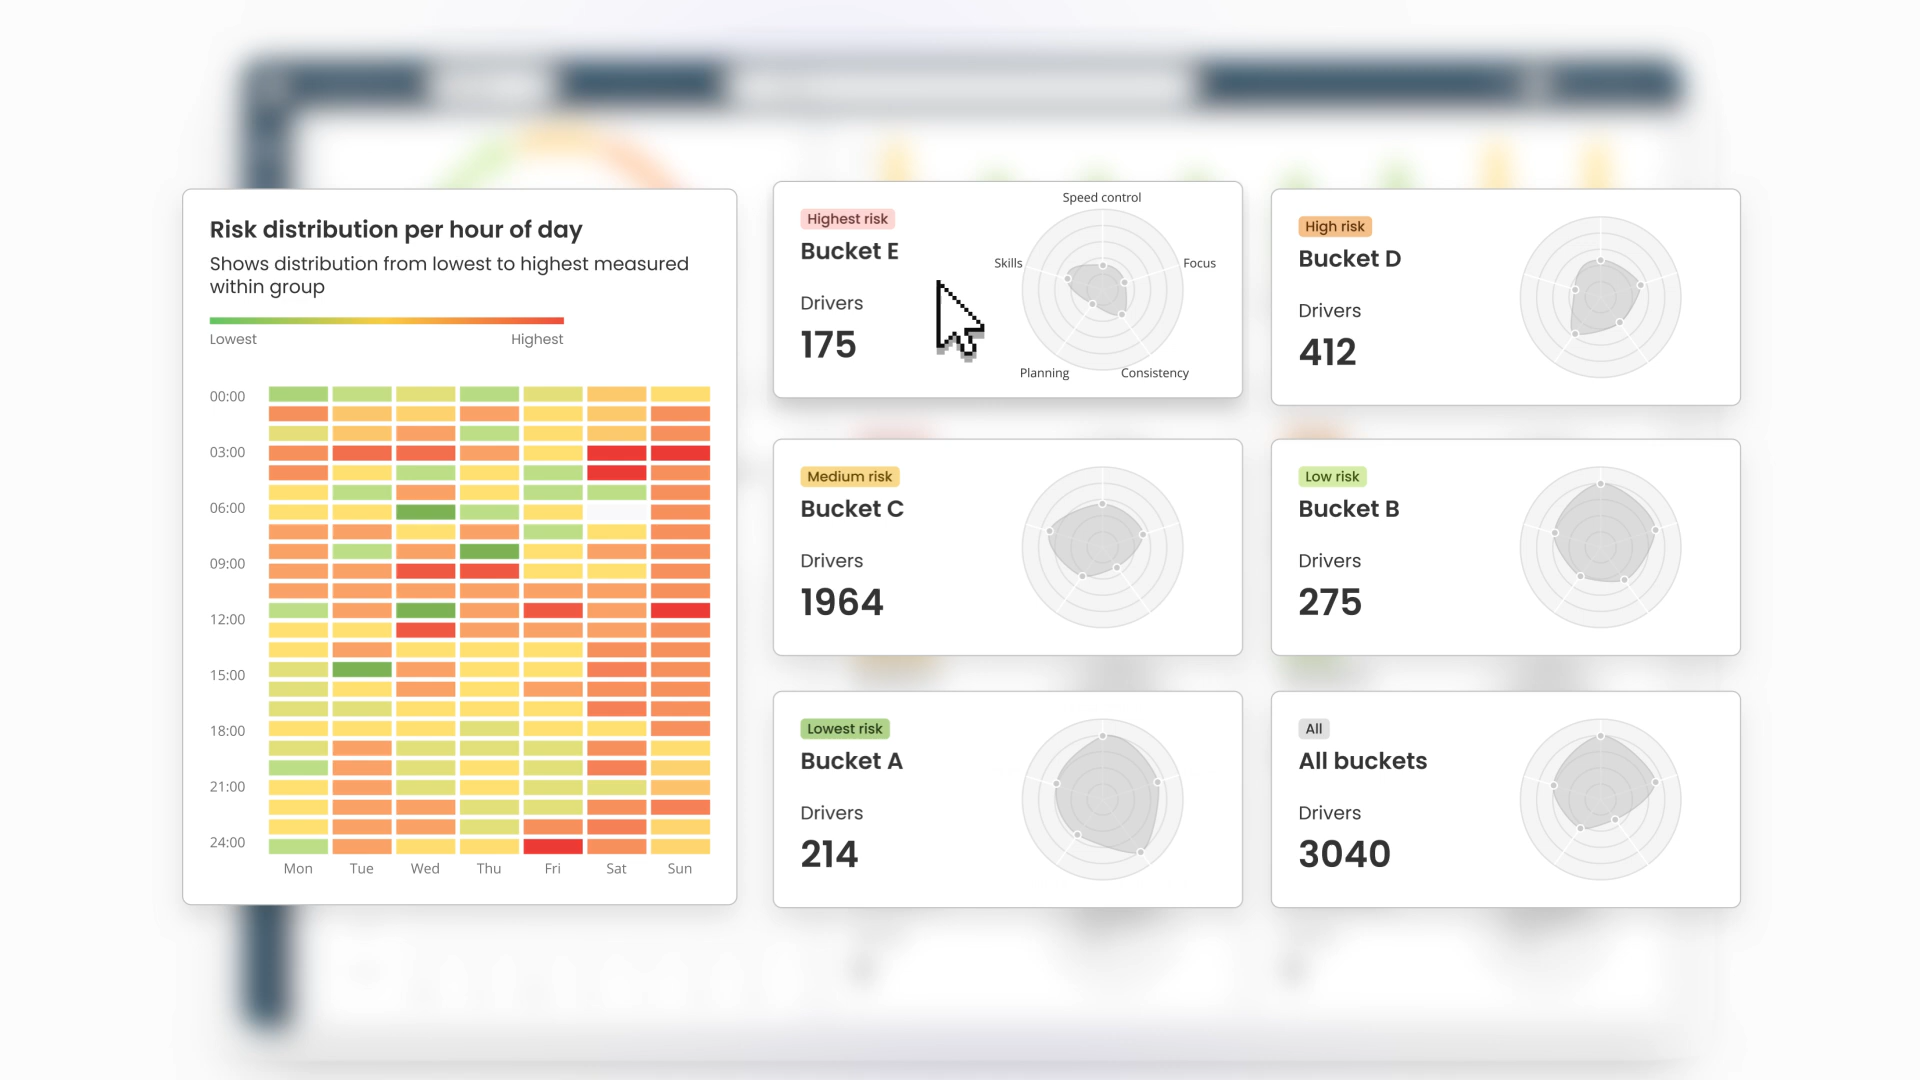 Risk distribution per hour of day
Shows distribution from lowest to highest measured
within group
Lowest
Highest
00:00
03:00
06:00
09:00
12:00
15:00
18:00
21:00
24:00
Mon
Tue
Wed
Thu
Fri
Sat
Sun
Highest risk
Bucket E
Drivers
175
Speed control
Skills
Focus
Planning
Consistency
High risk
Bucket D
Drivers
412
Medium risk
Bucket C
Drivers
1964
Low risk
Bucket B
Drivers
275
Lowest risk
Bucket A
Drivers
214
All
All buckets
Drivers
3040